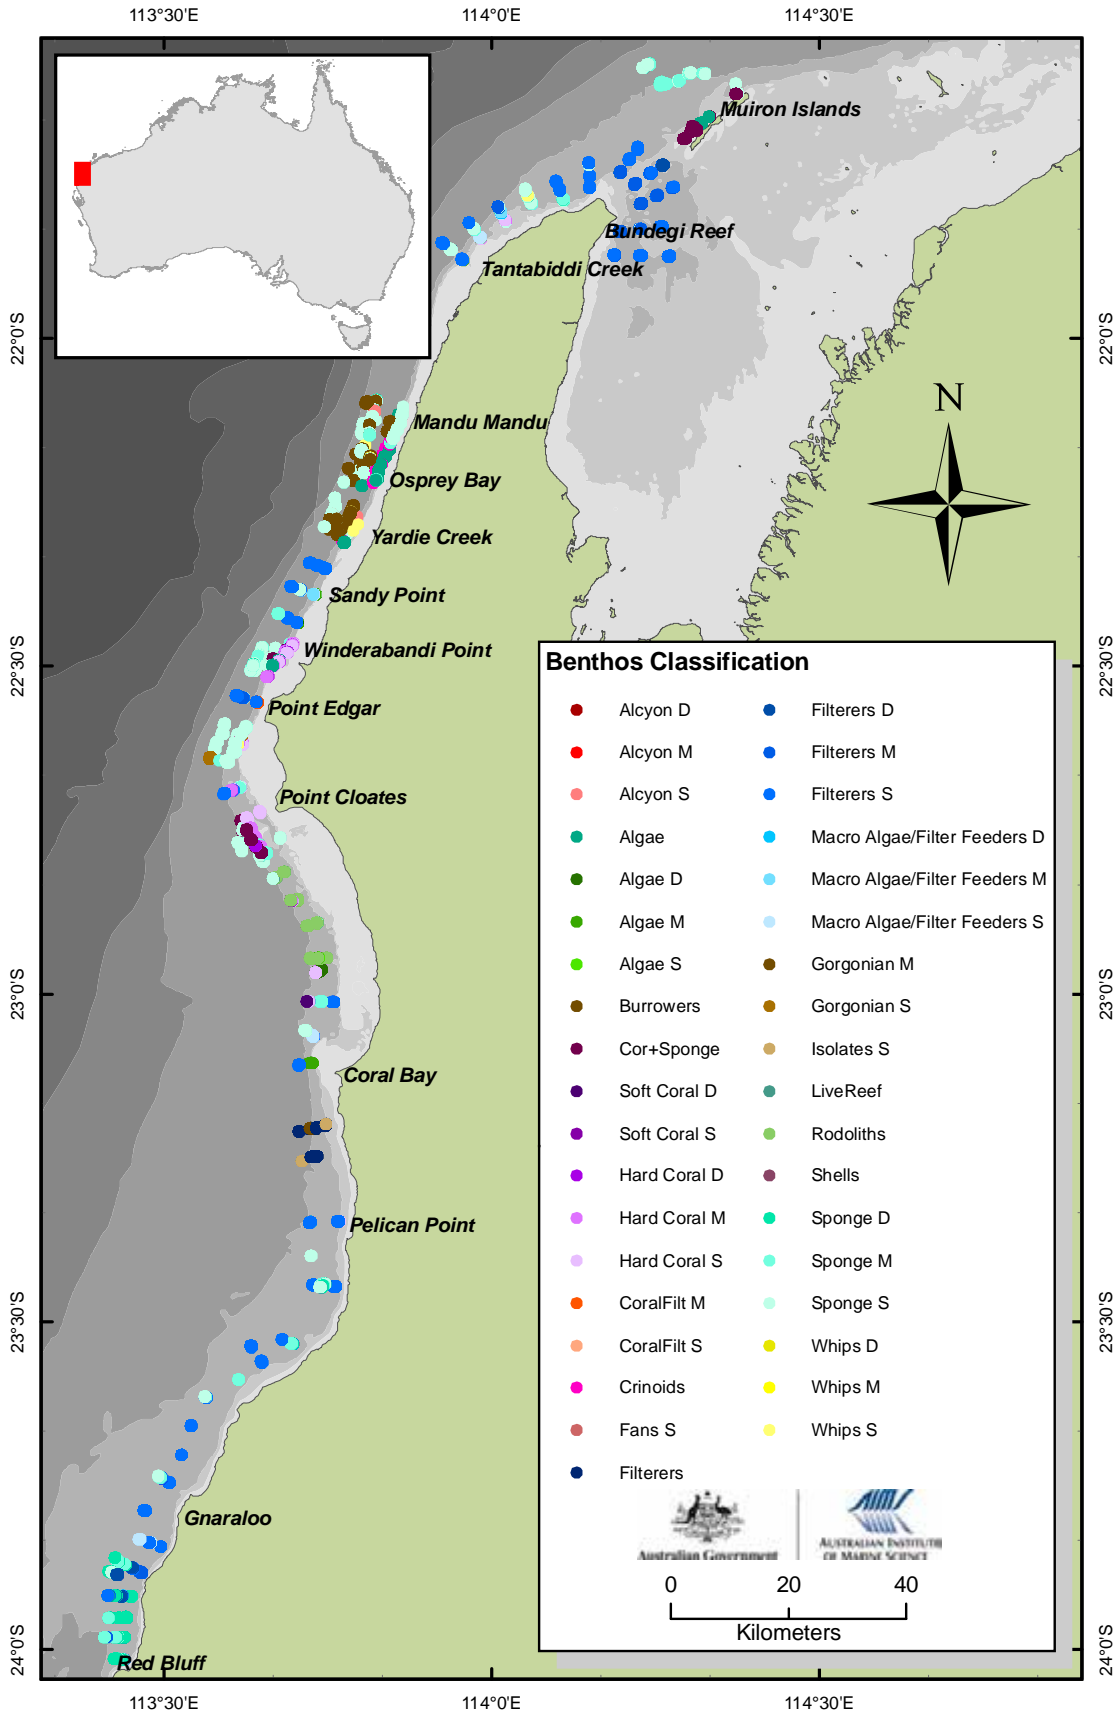 113°30'E
114°0'E
114°30'E
Muiron Islands
Bundegi Reef
Tantabiddi Creek
22°0'S
22°0'S
N
Mandu Mandu
Osprey Bay
Yardie Creek
Sandy Point
Winderabandi Point
22°30'S
22°30'S
Point Edgar
Point Cloates
23°0'S
23°0'S
Coral Bay
Pelican Point
23°30'S
23°30'S
Gnaraloo
24°0'S
24°0'S
Red Bluff
Benthos Classification
Alcyon D
Alcyon M
Alcyon S
Algae
Algae D
Algae M
Algae S
Burrowers
Cor+Sponge
Soft Coral D
Soft Coral S
Hard Coral D
Hard Coral M
Hard Coral S
CoralFilt M
CoralFilt S
Crinoids
Fans S
Filterers
Filterers D
Filterers M
Filterers S
Macro Algae/Filter Feeders D
Macro Algae/Filter Feeders M
Macro Algae/Filter Feeders S
Gorgonian M
Gorgonian S
Isolates S
LiveReef
Rodoliths
Shells
Sponge D
Sponge M
Sponge S
Whips D
Whips M
Whips S
Australian Government
AIMS
AUSTRALIAN INSTITUTE
OF MARINE SCIENCE
0 20 40
Kilometers
113°30'E
114°0'E
114°30'E